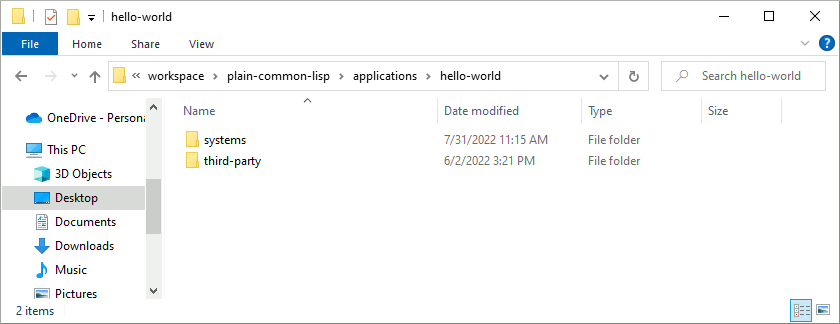 hello-world
File Home Share View
workspace plain-common-lisp applications hello-world Search hello-world
Name Date modified Type Size
OneDrive - Persona
systems 7/31/2022 11:15 AM File folder
This PC
third-party 6/2/2022 3:21 PM File folder
3D Objects
Desktop
Documents
Downloads
Music
Pictures
2 items